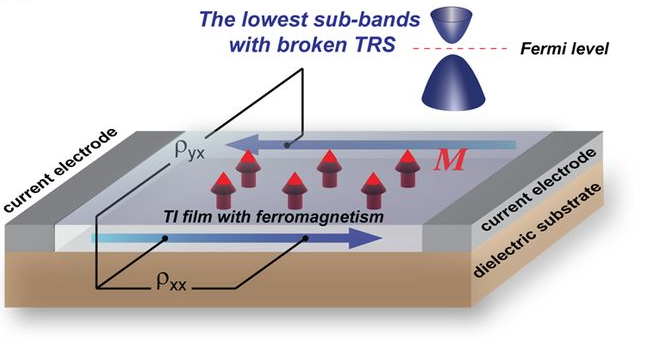 The lowest sub-bands
with broken TRS
Fermi level
current electrode
ρyx
M
current electrode
TI film with ferromagnetism
dielectric substrate
ρxx